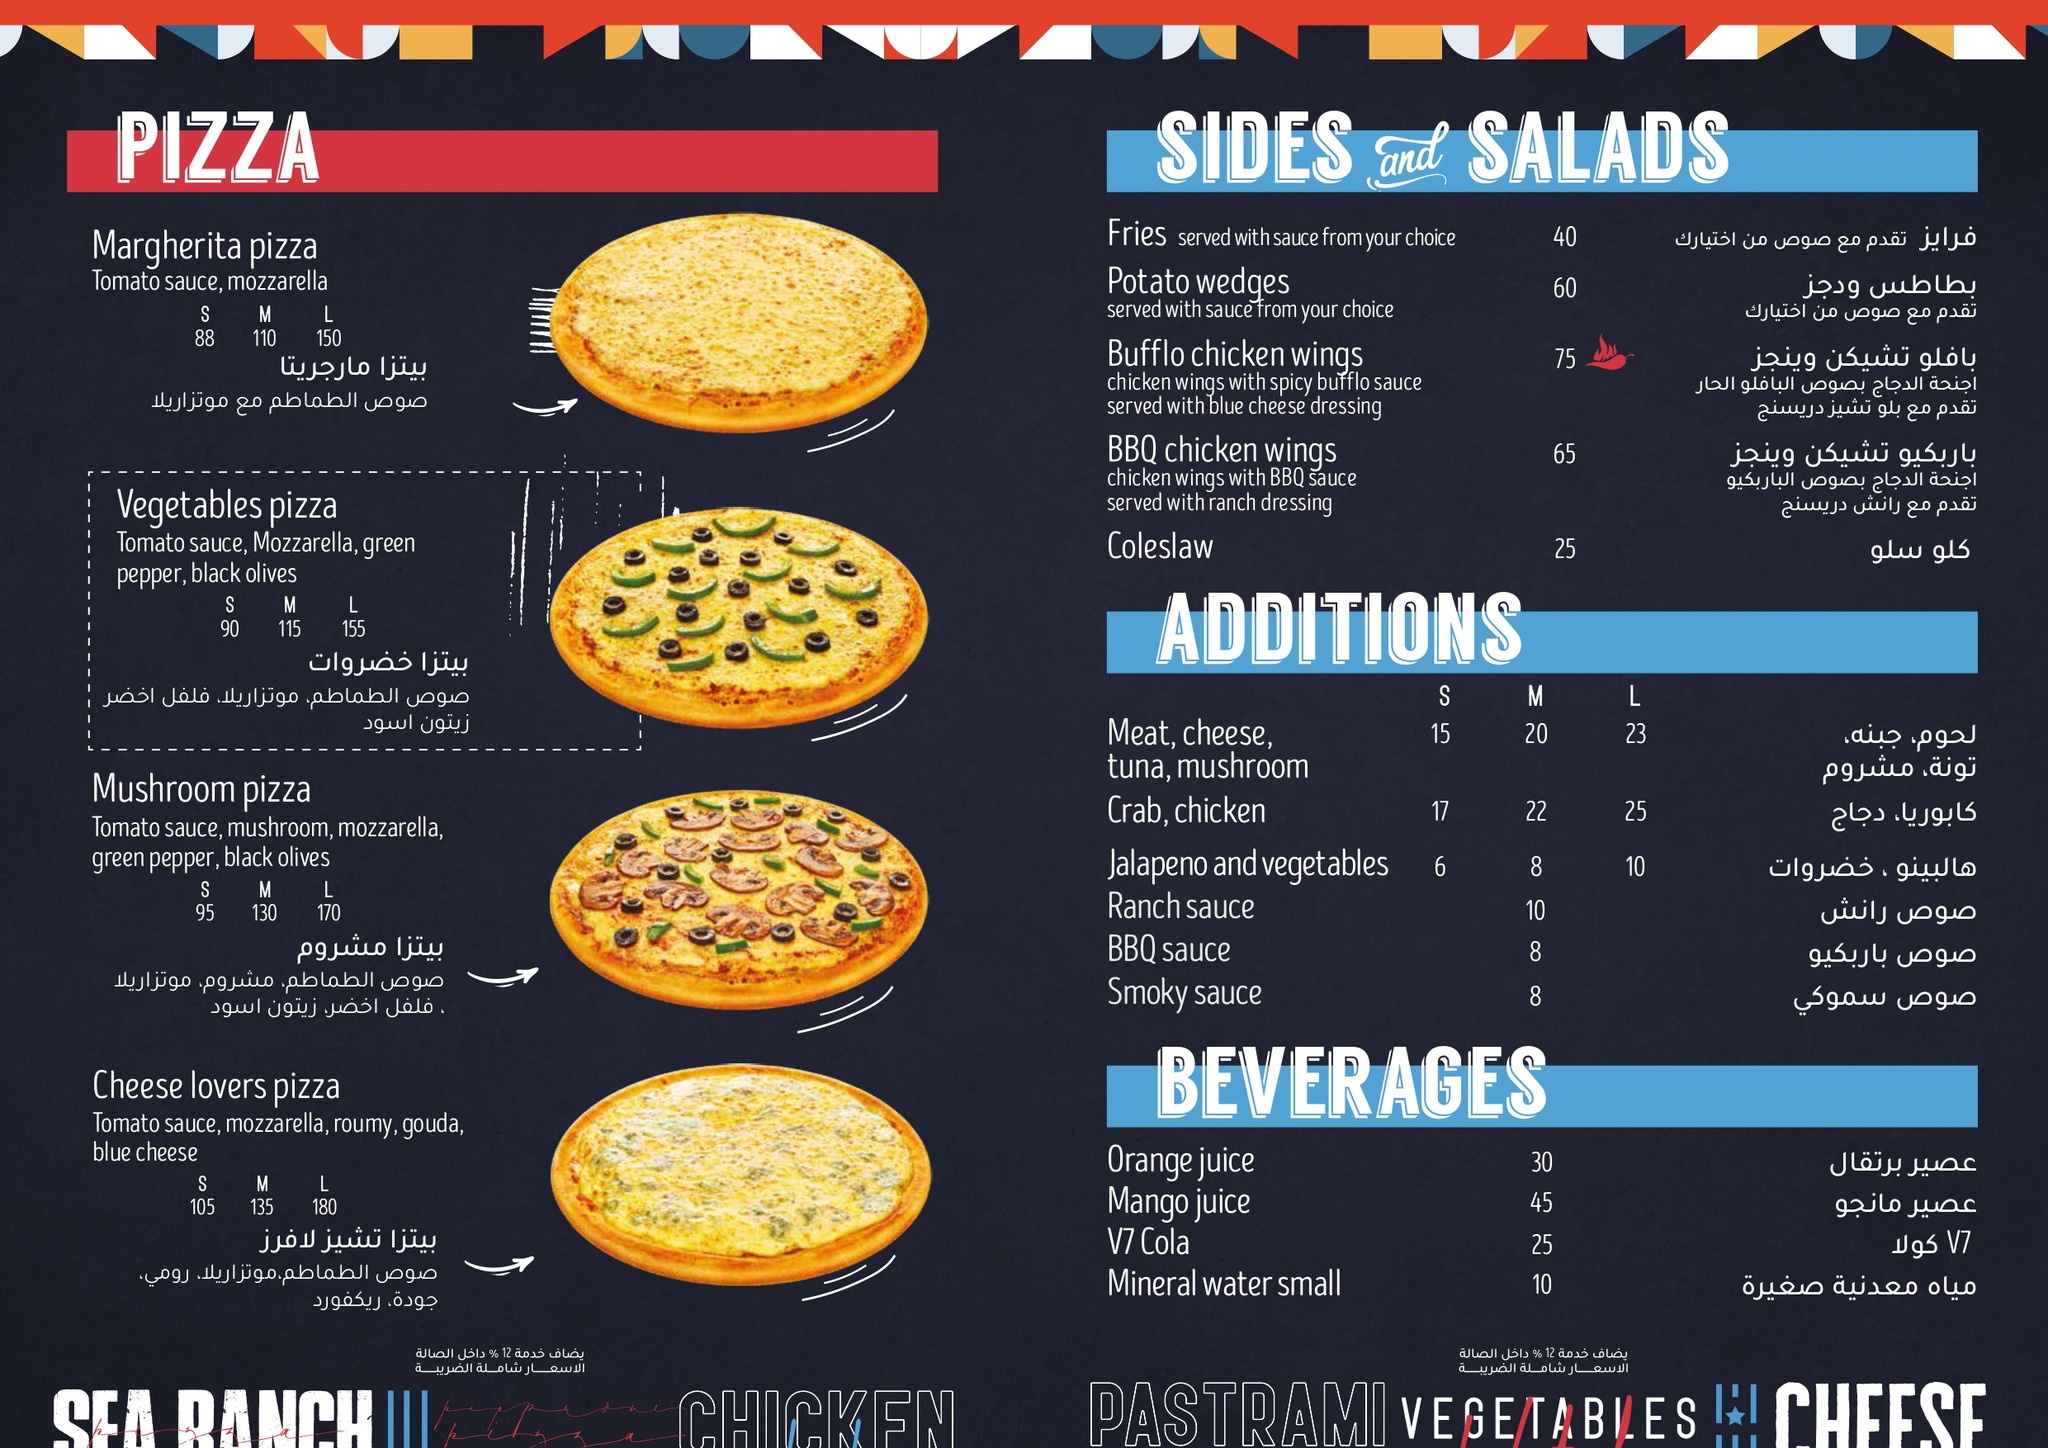 PIZZA
Margherita pizza
Tomato sauce, mozzarella
S M L
88 110 150
بيتزا مارجريتا
صوص الطماطم مع موتزاريلا
Vegetables pizza
Tomato sauce, Mozzarella, green
pepper, black olives
S M L
90 115 155
بيتزا خضروات
صوص الطماطم، موتزاريلا، فلفل اخضر
زيتون اسود
Mushroom pizza
Tomato sauce, mushroom, mozzarella,
green pepper, black olives
S M L
95 130 170
بيتزا مشروم
صوص الطماطم, مشروم, موتزاريلا
، فلفل اخضر, زيتون اسود
Cheese lovers pizza
Tomato sauce, mozzarella, roumy, gouda,
blue cheese
S M L
105 135 180
بيتزا تشيز لافرز
صوص الطماطم,موتزاريلا، رومي،
جودة، ريكفورد
يضاف خدمة 12 % داخل الصالة
الاسعـــــار شامـــلة الضريبـــــة
SEA RANCH
pizza
pepperoni
pizza
CHICKEN
SIDES and SALADS
Fries served with sauce from your choice 40 فرايز تقدم مع صوص من اختيارك
Potato wedges 60 بطاطس ودجز
served with sauce from your choice تقدم مع صوص من اختيارك
Bufflo chicken wings 75 بافلو تشيكن وينجز
chicken wings with spicy bufflo sauce اجنحة الدجاج بصوص البافلو الحار
served with blue cheese dressing تقدم مع بلو تشيز دريسنج
BBQ chicken wings 65 باربكيو تشيكن وينجز
chicken wings with BBQ sauce اجنحة الدجاج بصوص الباربكيو
served with ranch dressing تقدم مع رانش دريسنج
Coleslaw 25 كلو سلو
ADDITIONS
S M L
Meat, cheese, 15 20 23 لحوم، جبنه،
tuna, mushroom تونة، مشروم
Crab, chicken 17 22 25 كابوريا، دجاج
Jalapeno and vegetables 6 8 10 هالبينو ، خضروات
Ranch sauce 10 صوص رانش
BBQ sauce 8 صوص باربكيو
Smoky sauce 8 صوص سموكي
BEVERAGES
Orange juice 30 عصير برتقال
Mango juice 45 عصير مانجو
V7 Cola 25 V7 كولا
Mineral water small 10 مياه معدنية صغيرة
يضاف خدمة 12 % داخل الصالة
الاسعـــــار شامـــلة الضريبـــــة
PASTRAMI
VEGETABLES
CHEESE